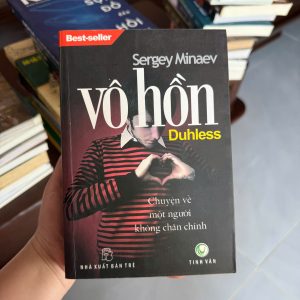 Best-seller
Sergey Minaev
VÔ HỒN
Duhless
Chuyện về
một người
không chân chính
NHÀ XUẤT BẢN TRẺ
TINH VÂN